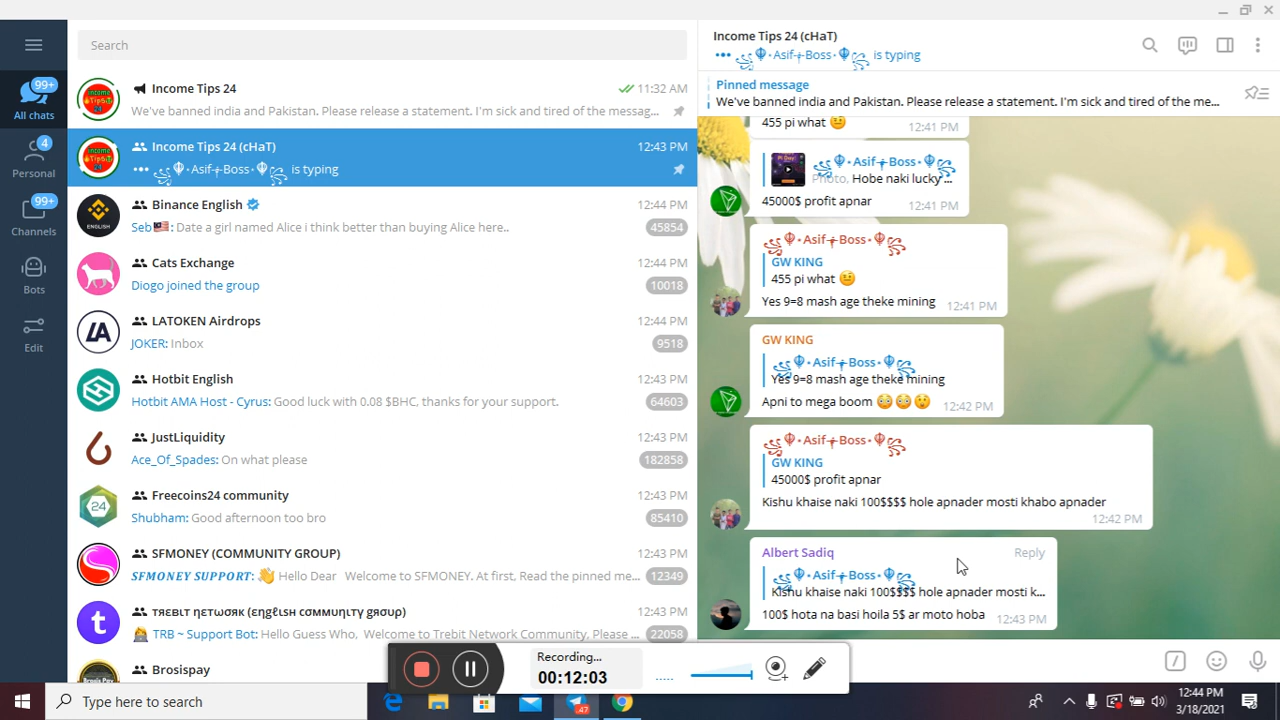 Search
All chats
99+
Personal
4
Channels
99+
Bots
Edit
Income Tips 24
11:32 AM
We've banned india and Pakistan. Please release a statement. I'm sick and tired of the messag...
Income Tips 24 (cHaT)
12:43 PM
••• ꧁☬•Asif༒Boss•☬꧂ is typing
Binance English
12:44 PM
Seb🇲🇾: Date a girl named Alice i think better than buying Alice here..
45854
Cats Exchange
12:44 PM
Diogo joined the group
10018
LATOKEN Airdrops
12:44 PM
JOKER: Inbox
9518
Hotbit English
12:43 PM
Hotbit AMA Host - Cyrus: Good luck with 0.08 $BHC, thanks for your support.
64603
JustLiquidity
12:43 PM
Ace_Of_Spades: On what please
182858
Freecoins24 community
12:43 PM
Shubham: Good afternoon too bro
85410
SFMONEY (COMMUNITY GROUP)
12:43 PM
𝑺𝑭𝑴𝑶𝑵𝑬𝒀 𝑺𝑼𝑷𝑷𝑶𝑹𝑻: 👋 Hello Dear Welcome to SFMONEY. At first, Read the pinned me...
12349
тʀᴇʙιт ɳєтωσяк (ɛŋɠƖıʂɧ ƈơɱɱųŋıɬყ ɠཞơų℘)
12:43 PM
TRB ~ Support Bot: Hello Guess Who, Welcome to Trebit Network Community, Please ...
22058
Brosispay
12:43 PM
Income Tips 24 (cHaT)
••• ꧁☬•Asif༒Boss•☬꧂ is typing
Pinned message
We've banned india and Pakistan. Please release a statement. I'm sick and tired of the me...
455 pi what 🤨
12:41 PM
꧁☬•Asif༒Boss•☬꧂
Photo, Hobe naki lucky ...
45000$ profit apnar
12:41 PM
꧁☬•Asif༒Boss•☬꧂
GW KING
455 pi what 🤨
Yes 9=8 mash age theke mining
12:41 PM
GW KING
꧁☬•Asif༒Boss•☬꧂
Yes 9=8 mash age theke mining
Apni to mega boom 😳😳😲
12:42 PM
꧁☬•Asif༒Boss•☬꧂
GW KING
45000$ profit apnar
Kishu khaise naki 100$$$$ hole apnader mosti khabo apnader
12:42 PM
Albert Sadiq
Reply
꧁☬•Asif༒Boss•☬꧂
Kishu khaise naki 100$$$$ hole apnader mosti k...
100$ hota na basi hoila 5$ ar moto hoba
12:43 PM
Recording...
00:12:03
Type here to search
12:44 PM
3/18/2021